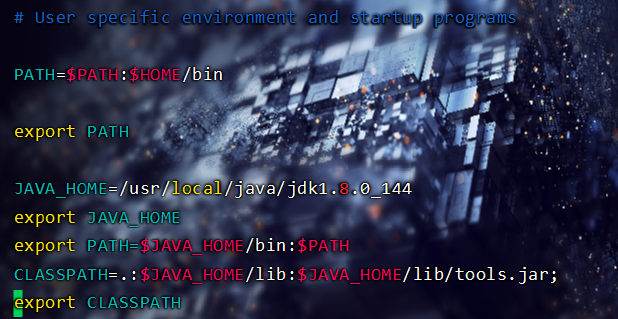 # User specific environment and startup programs
PATH=$PATH:$HOME/bin
export PATH
JAVA_HOME=/usr/local/java/jdk1.8.0_144
export JAVA_HOME
export PATH=$JAVA_HOME/bin:$PATH
CLASSPATH=.:$JAVA_HOME/lib:$JAVA_HOME/lib/tools.jar;
export CLASSPATH